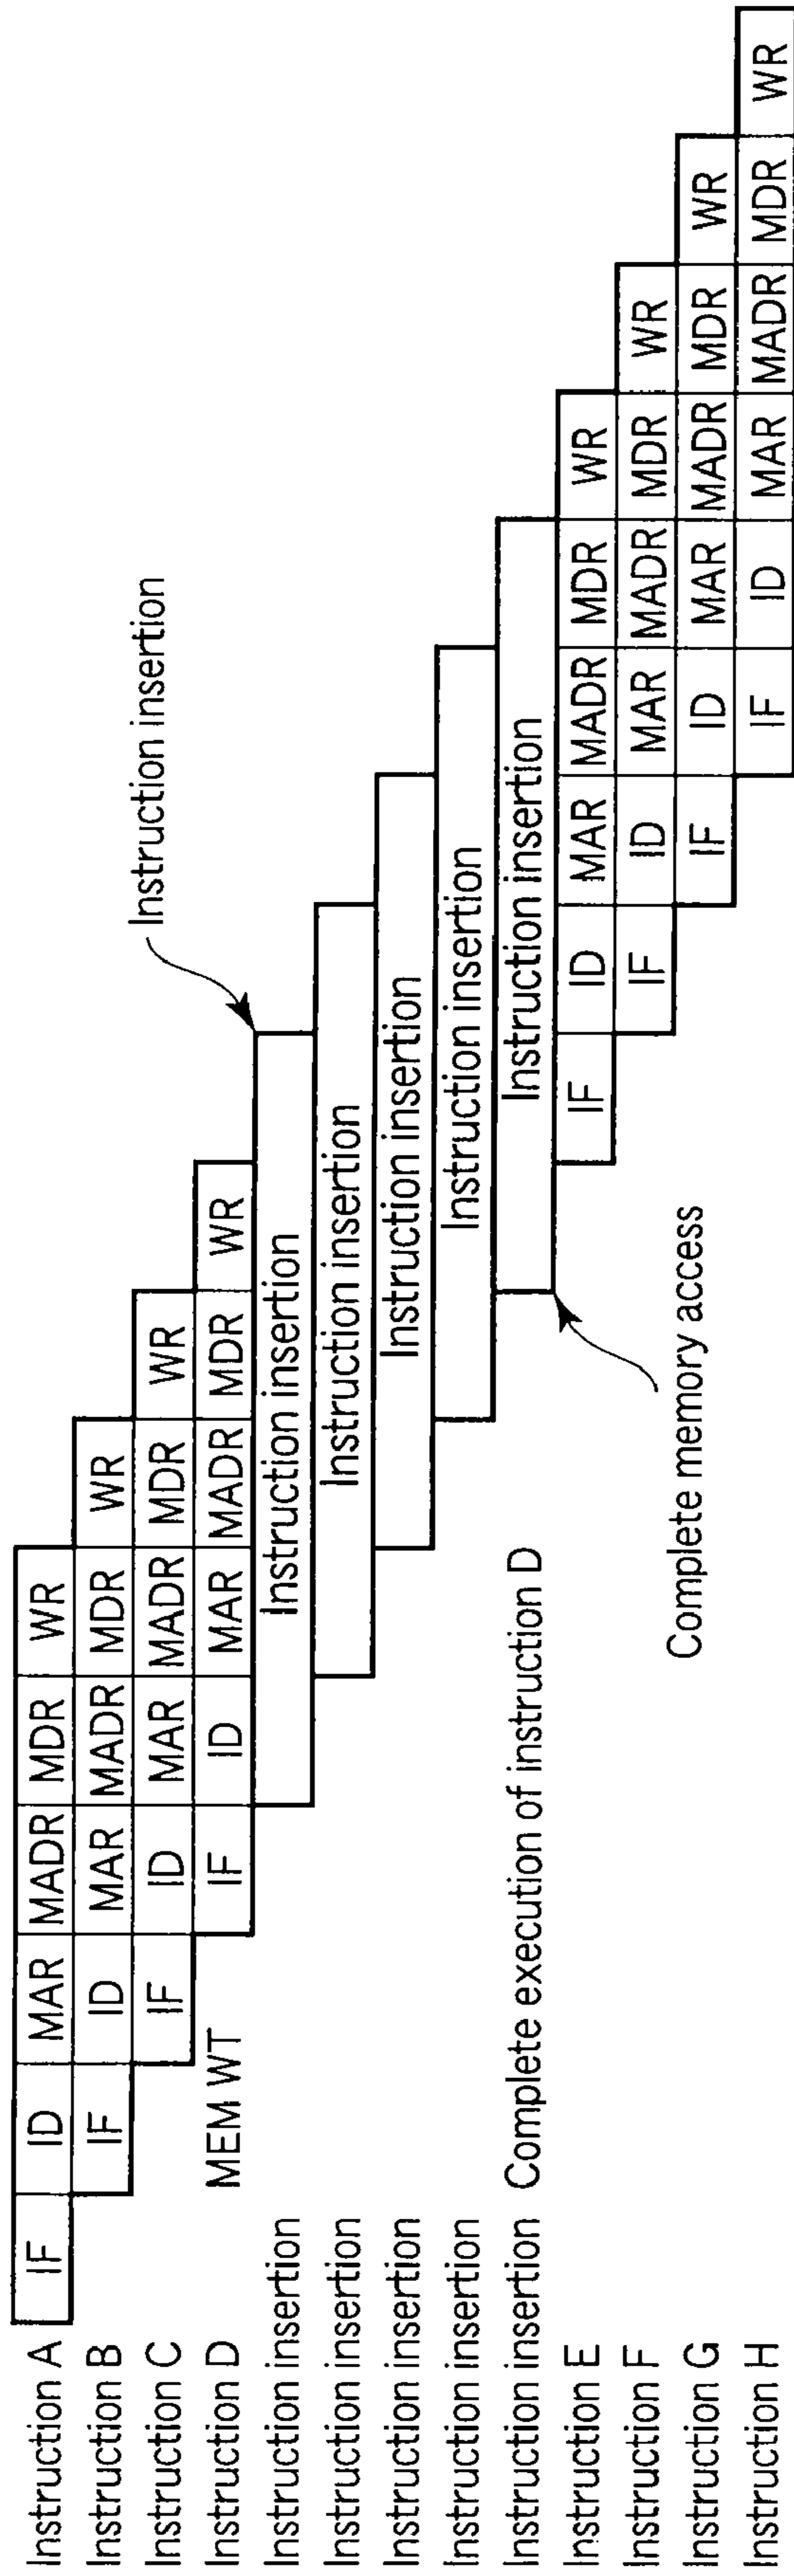 Instruction A IF ID MAR MADR MDR WR
Instruction B IF ID MAR MADR MDR WR
Instruction C IF ID MAR MADR MDR WR
Instruction D MEM WT IF ID MAR MADR MDR WR
Instruction insertion
Instruction insertion Instruction insertion
Instruction insertion Instruction insertion
Instruction insertion Instruction insertion
Instruction insertion Instruction insertion
Instruction insertion Complete execution of instruction D Instruction insertion
Instruction E IF ID MAR MADR MDR WR
Instruction F IF ID MAR MADR MDR WR
Complete memory access
Instruction G IF ID MAR MADR MDR WR
Instruction H IF ID MAR MADR MDR WR